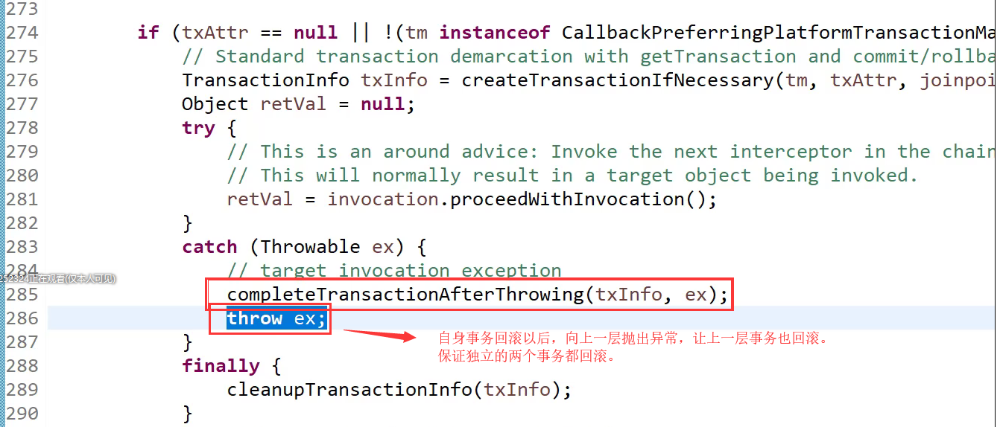 273
274 if (txAttr == null || !(tm instanceof CallbackPreferringPlatformTransactionMa
275 // Standard transaction demarcation with getTransaction and commit/rollba
276 TransactionInfo txInfo = createTransactionIfNecessary(tm, txAttr, joinpoi
277 Object retVal = null;
278 try {
279 // This is an around advice: Invoke the next interceptor in the chain
280 // This will normally result in a target object being invoked.
281 retVal = invocation.proceedWithInvocation();
282 }
283 catch (Throwable ex) {
284 // target invocation exception
252324正在观看(仅本人可见)
285 completeTransactionAfterThrowing(txInfo, ex);
286 throw ex;
自身事务回滚以后，向上一层抛出异常，让上一层事务也回滚。
287 }
保证独立的两个事务都回滚。
288 finally {
289 cleanupTransactionInfo(txInfo);
290 }